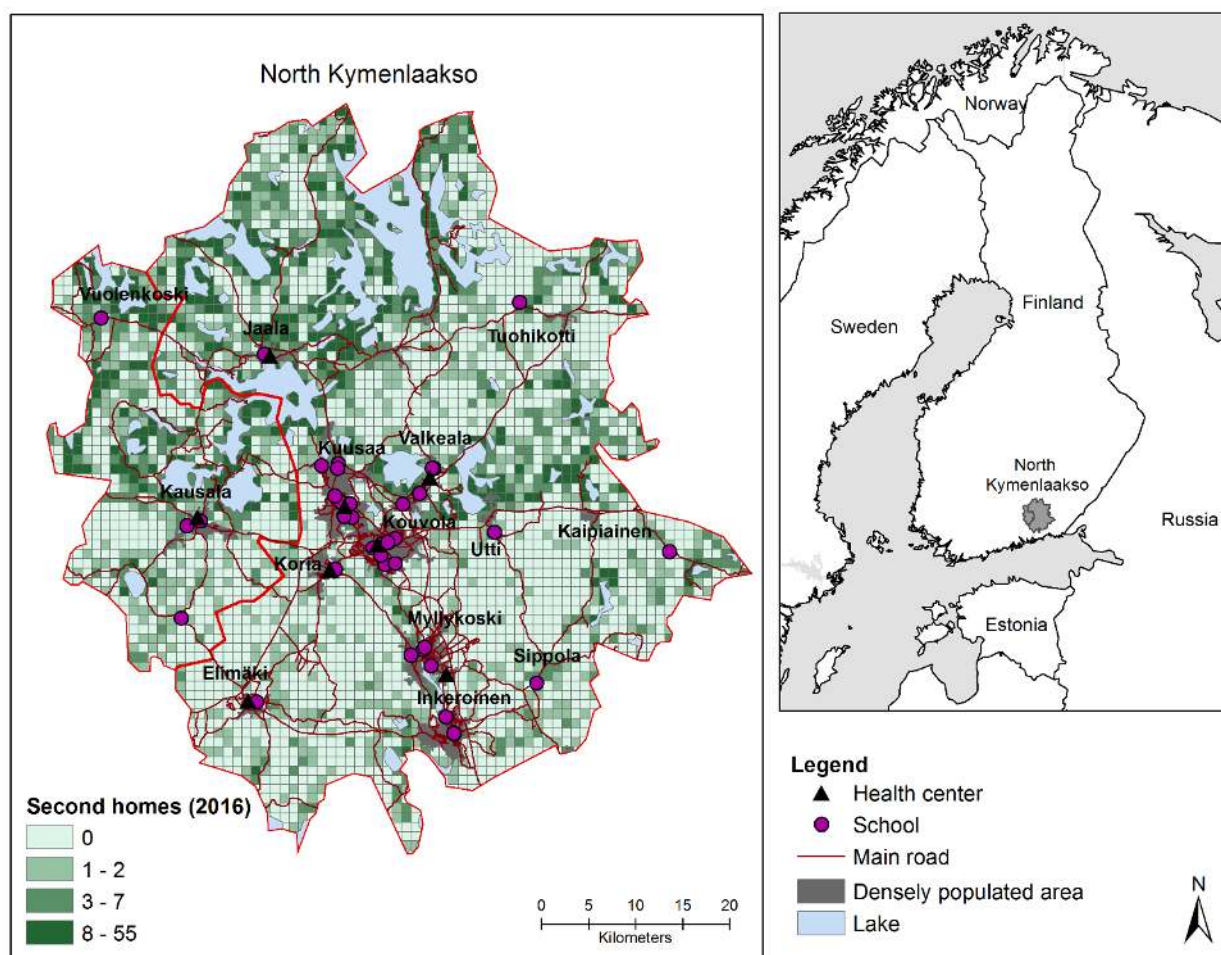 North Kymenlaakso
Vuolenkoski
Jaala
Tuohikotti
Kuusaa
Valkeala
Kausala
Kouvola
Kaipiainen
Utti
Koria
Myllykoski
Sippola
Elimäki
Inkeroinen
Second homes (2016)
0
1 - 2
3 - 7
8 - 55
0 5 10 15 20
Kilometers
Norway
Finland
Sweden
North
Kymenlaakso
Russia
Estonia
Legend
Health center
School
Main road
Densely populated area
Lake
N